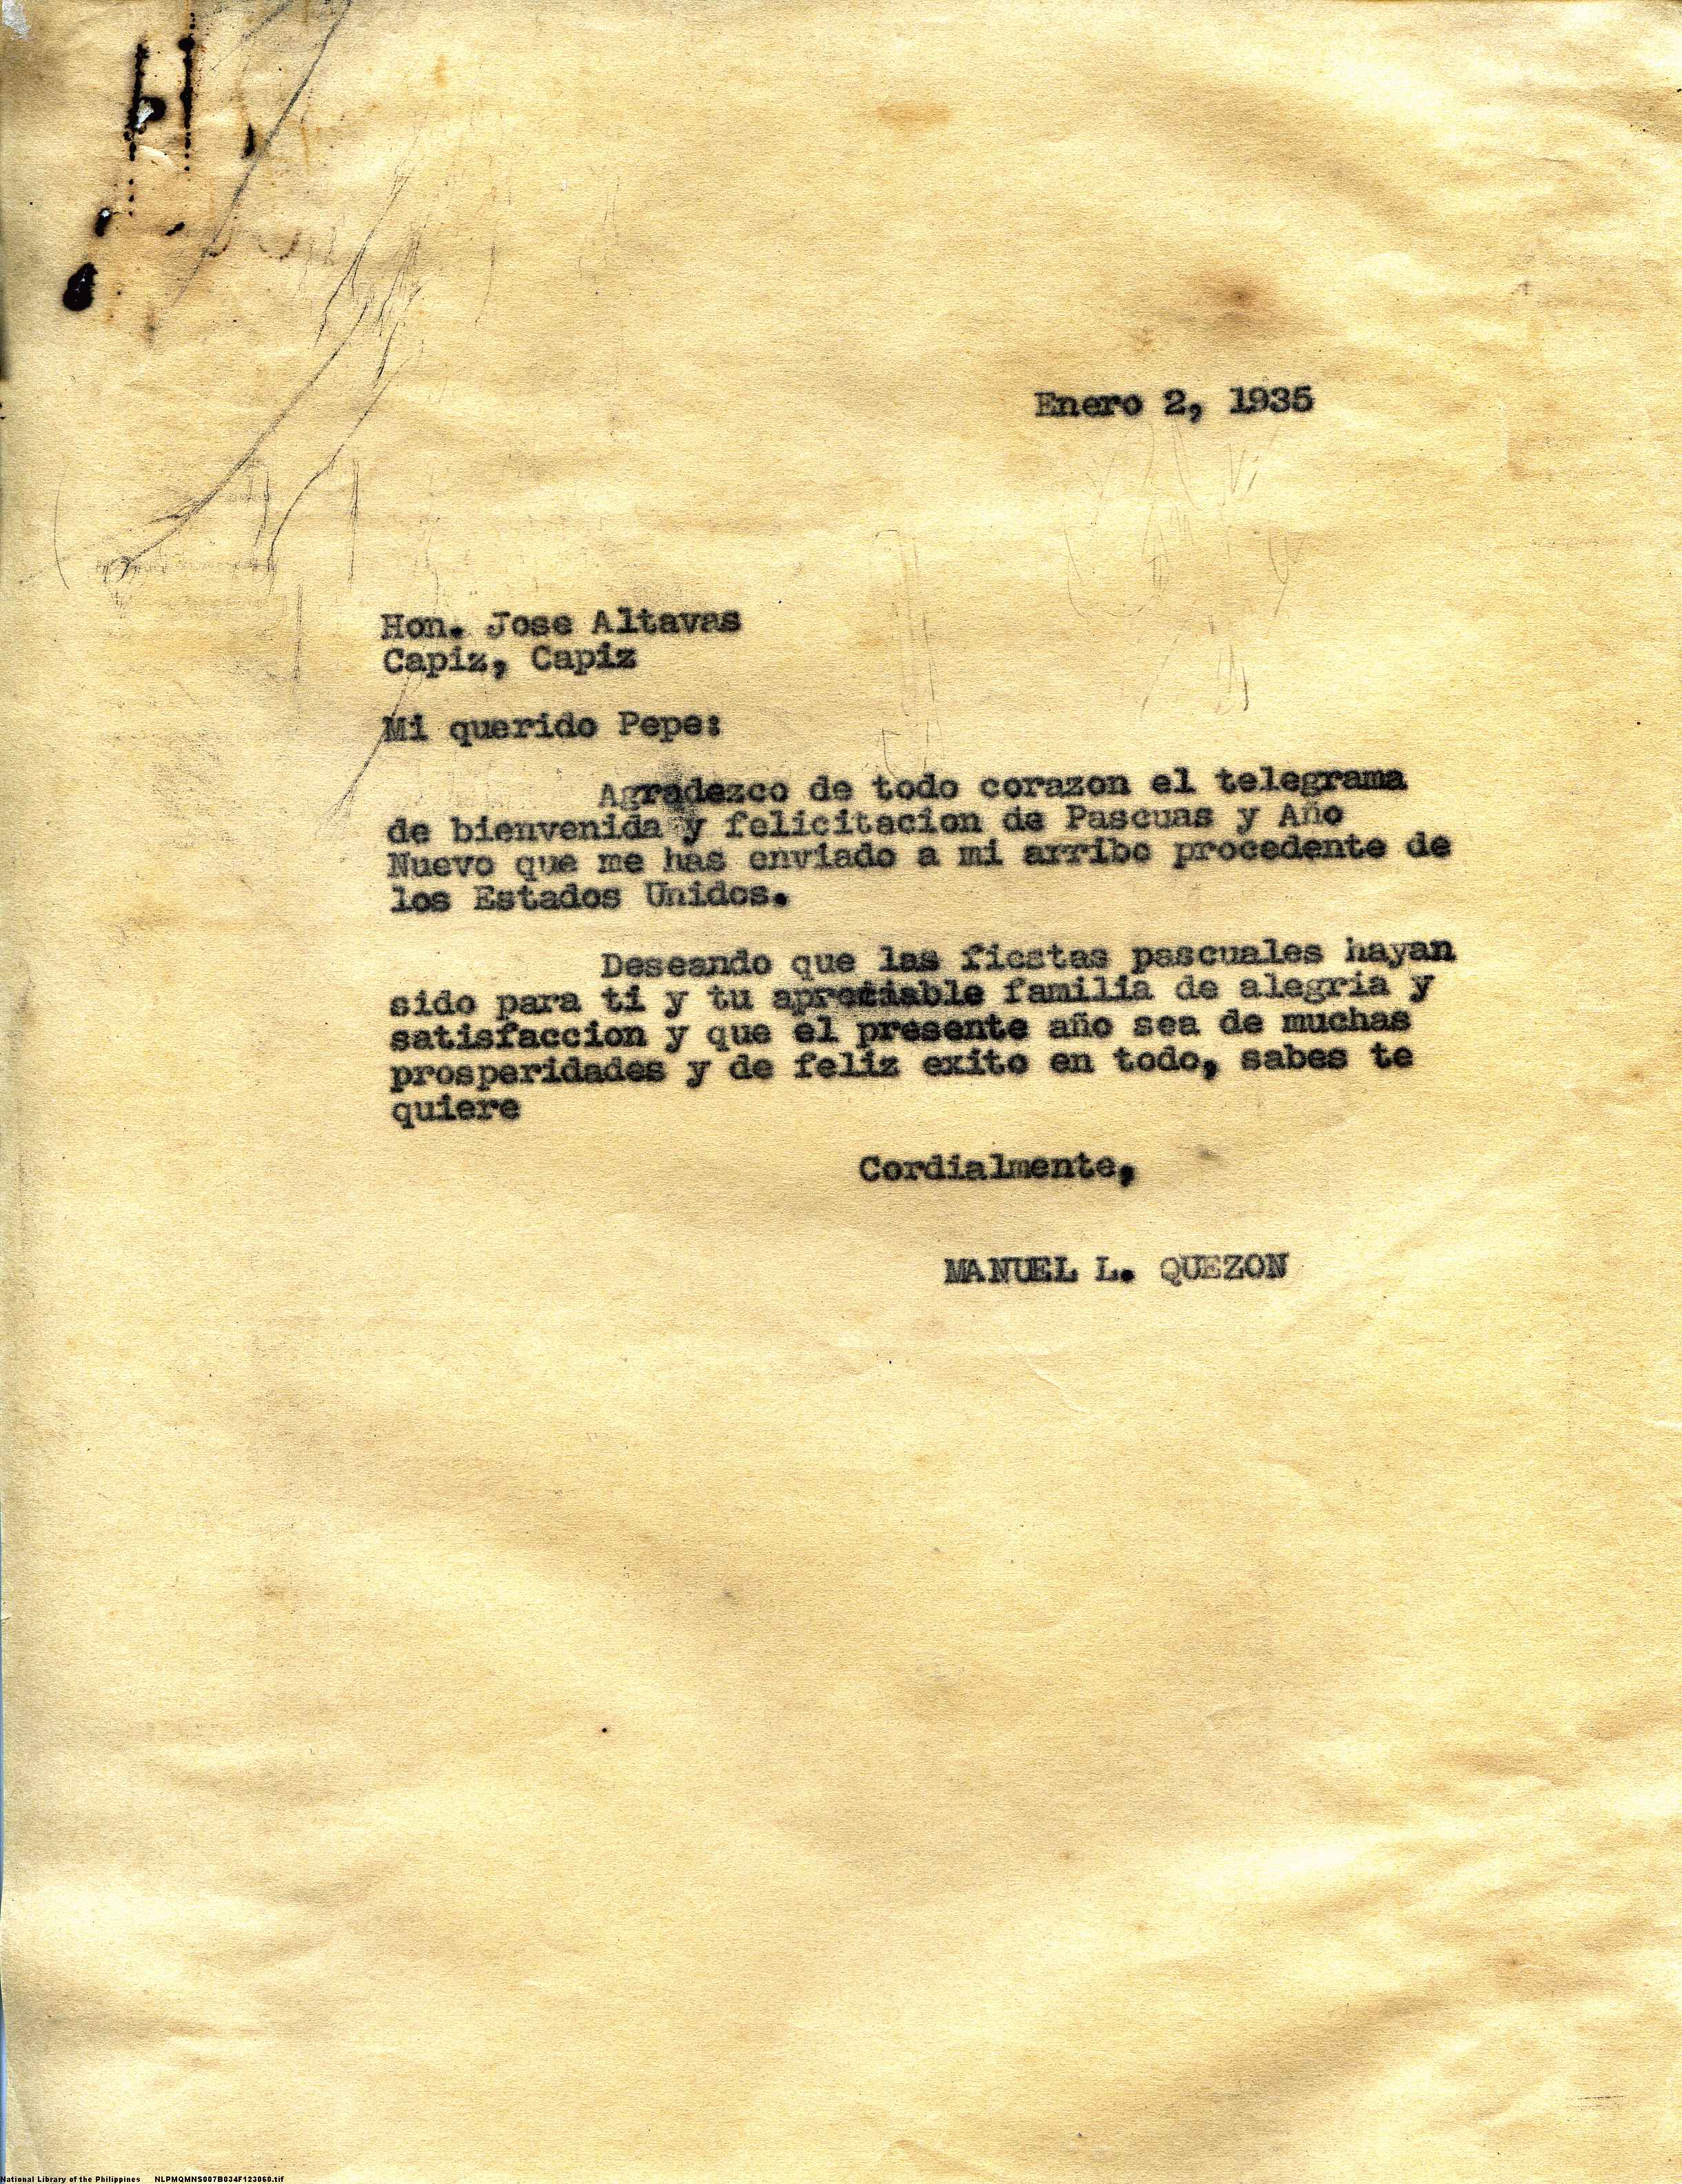 Enero 2, 1935
Hon. Jose Altavas
Capiz, Capiz
Mi querido Pepe:
Agradezco de todo corazon el telegrama
de bienvenida y felicitacion de Pascuas y Año
Nuevo que me has enviado a mi arribo procedente de
los Estados Unidos.
Deseando que las fiestas pascuales hayan
sido para ti y tu apreciable familia de alegria y
satisfaccion y que el presente año sea de muchas
prosperidades y de feliz exito en todo, sabes te
quiere
Cordialmente,
MANUEL L. QUEZON
National Library of the Philippines NLPMQMNS007B034F123060.tif